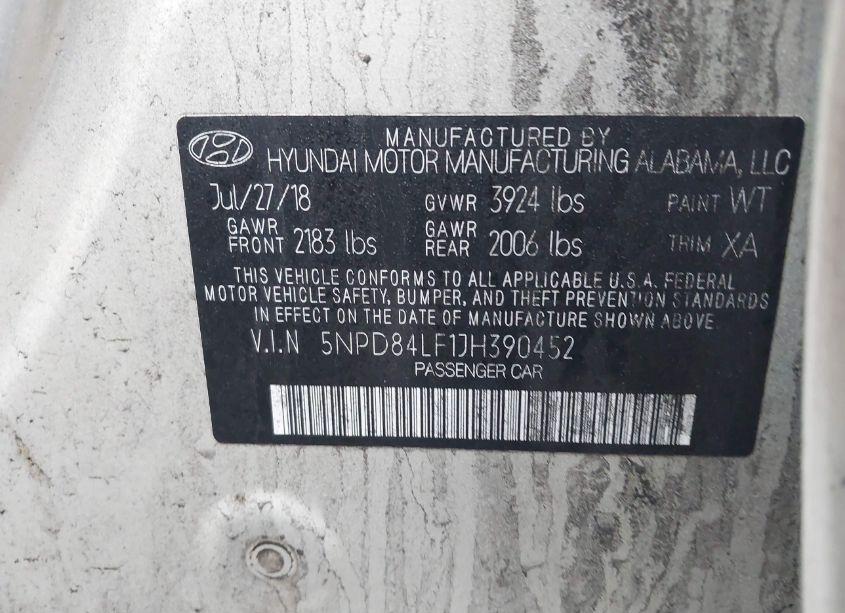 MANUFACTURED BY
HYUNDAI MOTOR MANUFACTURING ALABAMA, LLC
Jul/27/18 GVWR 3924 lbs PAINT WT
GAWR FRONT 2183 lbs GAWR REAR 2006 lbs TRIM XA
THIS VEHICLE CONFORMS TO ALL APPLICABLE U.S.A. FEDERAL
MOTOR VEHICLE SAFETY, BUMPER, AND THEFT PREVENTION STANDARDS
IN EFFECT ON THE DATE OF MANUFACTURE SHOWN ABOVE.
V.I.N 5NPD84LF1JH390452
PASSENGER CAR